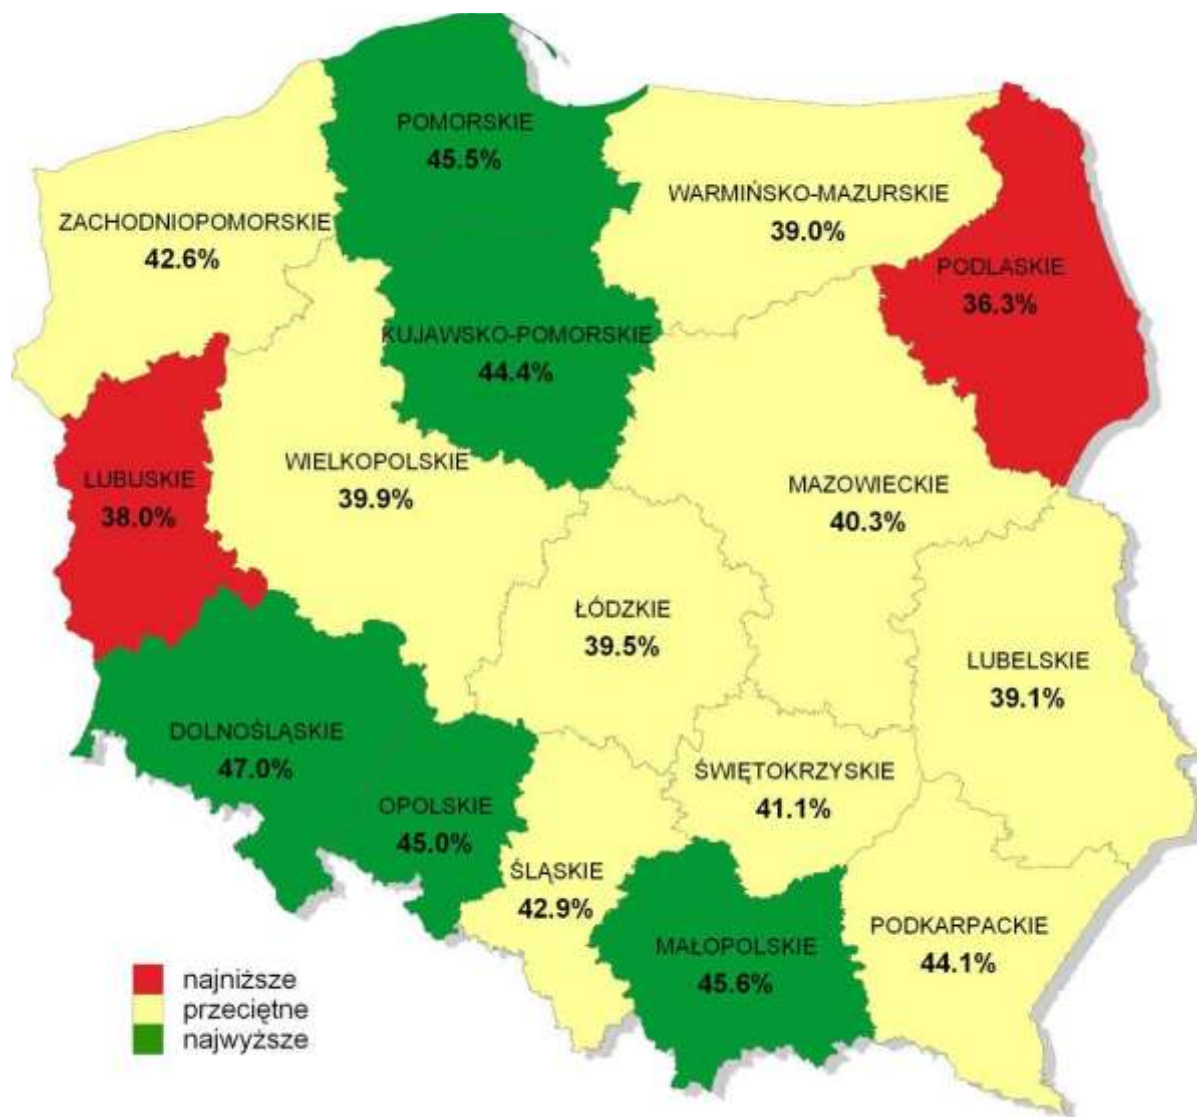 POMORSKIE
45.5%
WARMIŃSKO-MAZURSKIE
39.0%
ZACHODNIOPOMORSKIE
42.6%
PODLASKIE
36.3%
KUJAWSKO-POMORSKIE
44.4%
WIELKOPOLSKIE
39.9%
LUBUSKIE
38.0%
MAZOWIECKIE
40.3%
ŁÓDZKIE
39.5%
LUBELSKIE
39.1%
DOLNOŚLĄSKIE
47.0%
OPOLSKIE
45.0%
ŚWIĘTOKRZYSKIE
41.1%
ŚLĄSKIE
42.9%
MAŁOPOLSKIE
45.6%
PODKARPACKIE
44.1%
najniższe
przeciętne
najwyższe